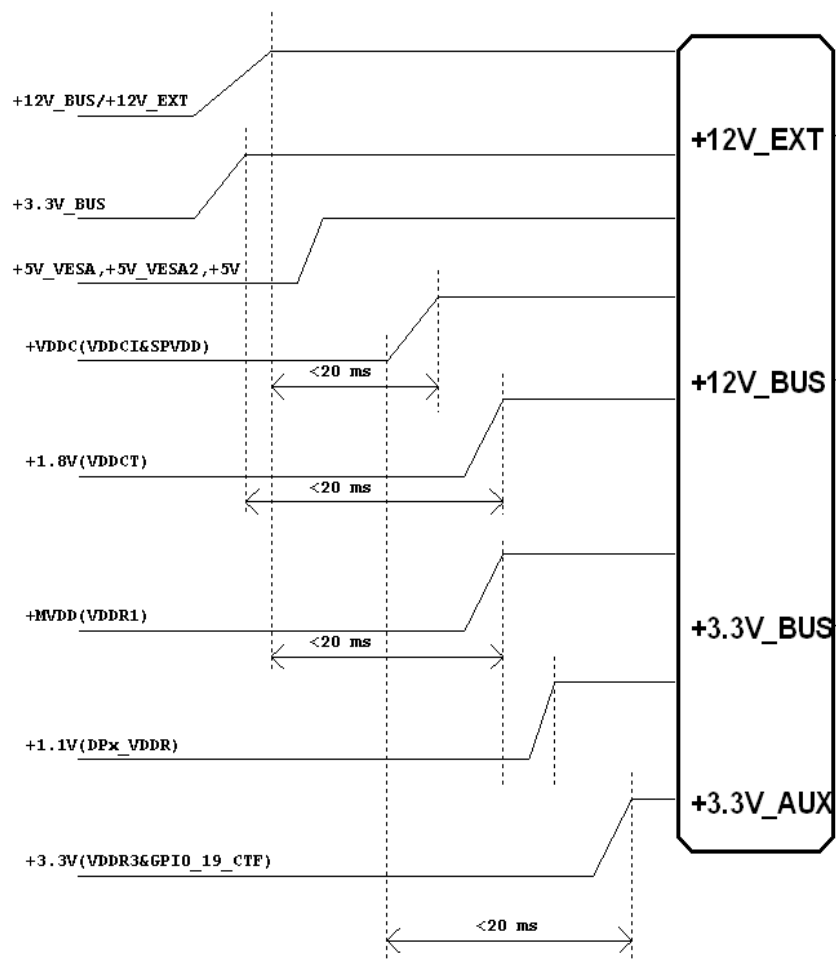 +12V_BUS/+12V_EXT
+12V_EXT
+3.3V_BUS
+5V_VESA,+5V_VESA2,+5V
+VDDC(VDDCI&SPVDD)
<20 ms
+12V_BUS
+1.8V(VDDCT)
<20 ms
+MVDD(VDDR1)
+3.3V_BUS
<20 ms
+1.1V(DPx_VDDR)
+3.3V_AUX
+3.3V(VDDR3&GPIO_19_CTF)
<20 ms